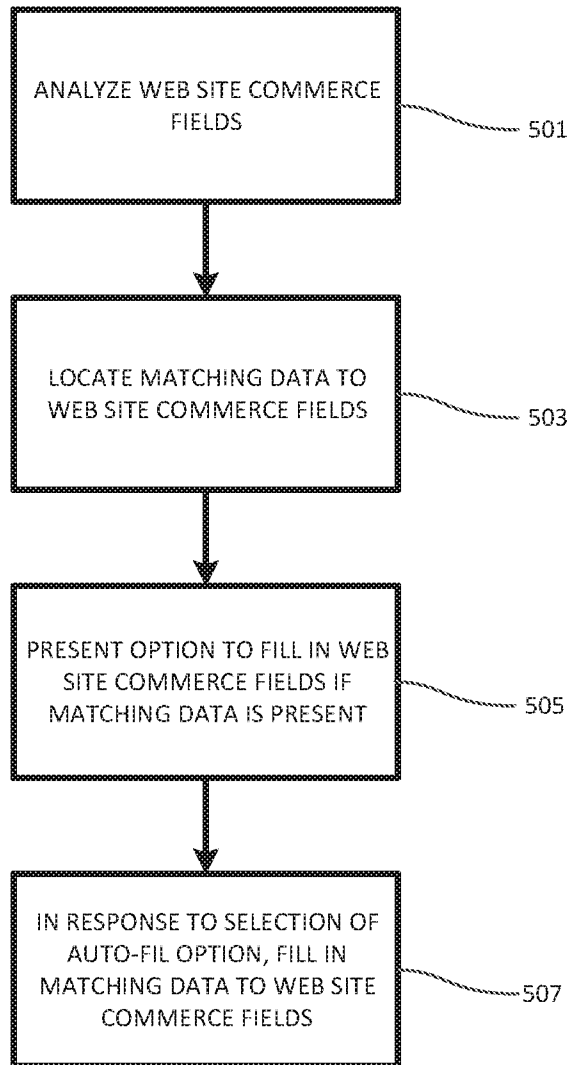 ANALYZE WEB SITE COMMERCE
FIELDS
501
LOCATE MATCHING DATA TO
WEB SITE COMMERCE FIELDS
503
PRESENT OPTION TO FILL IN WEB
SITE COMMERCE FIELDS IF
MATCHING DATA IS PRESENT
505
IN RESPONSE TO SELECTION OF
AUTO-FIL OPTION, FILL IN
MATCHING DATA TO WEB SITE
COMMERCE FIELDS
507